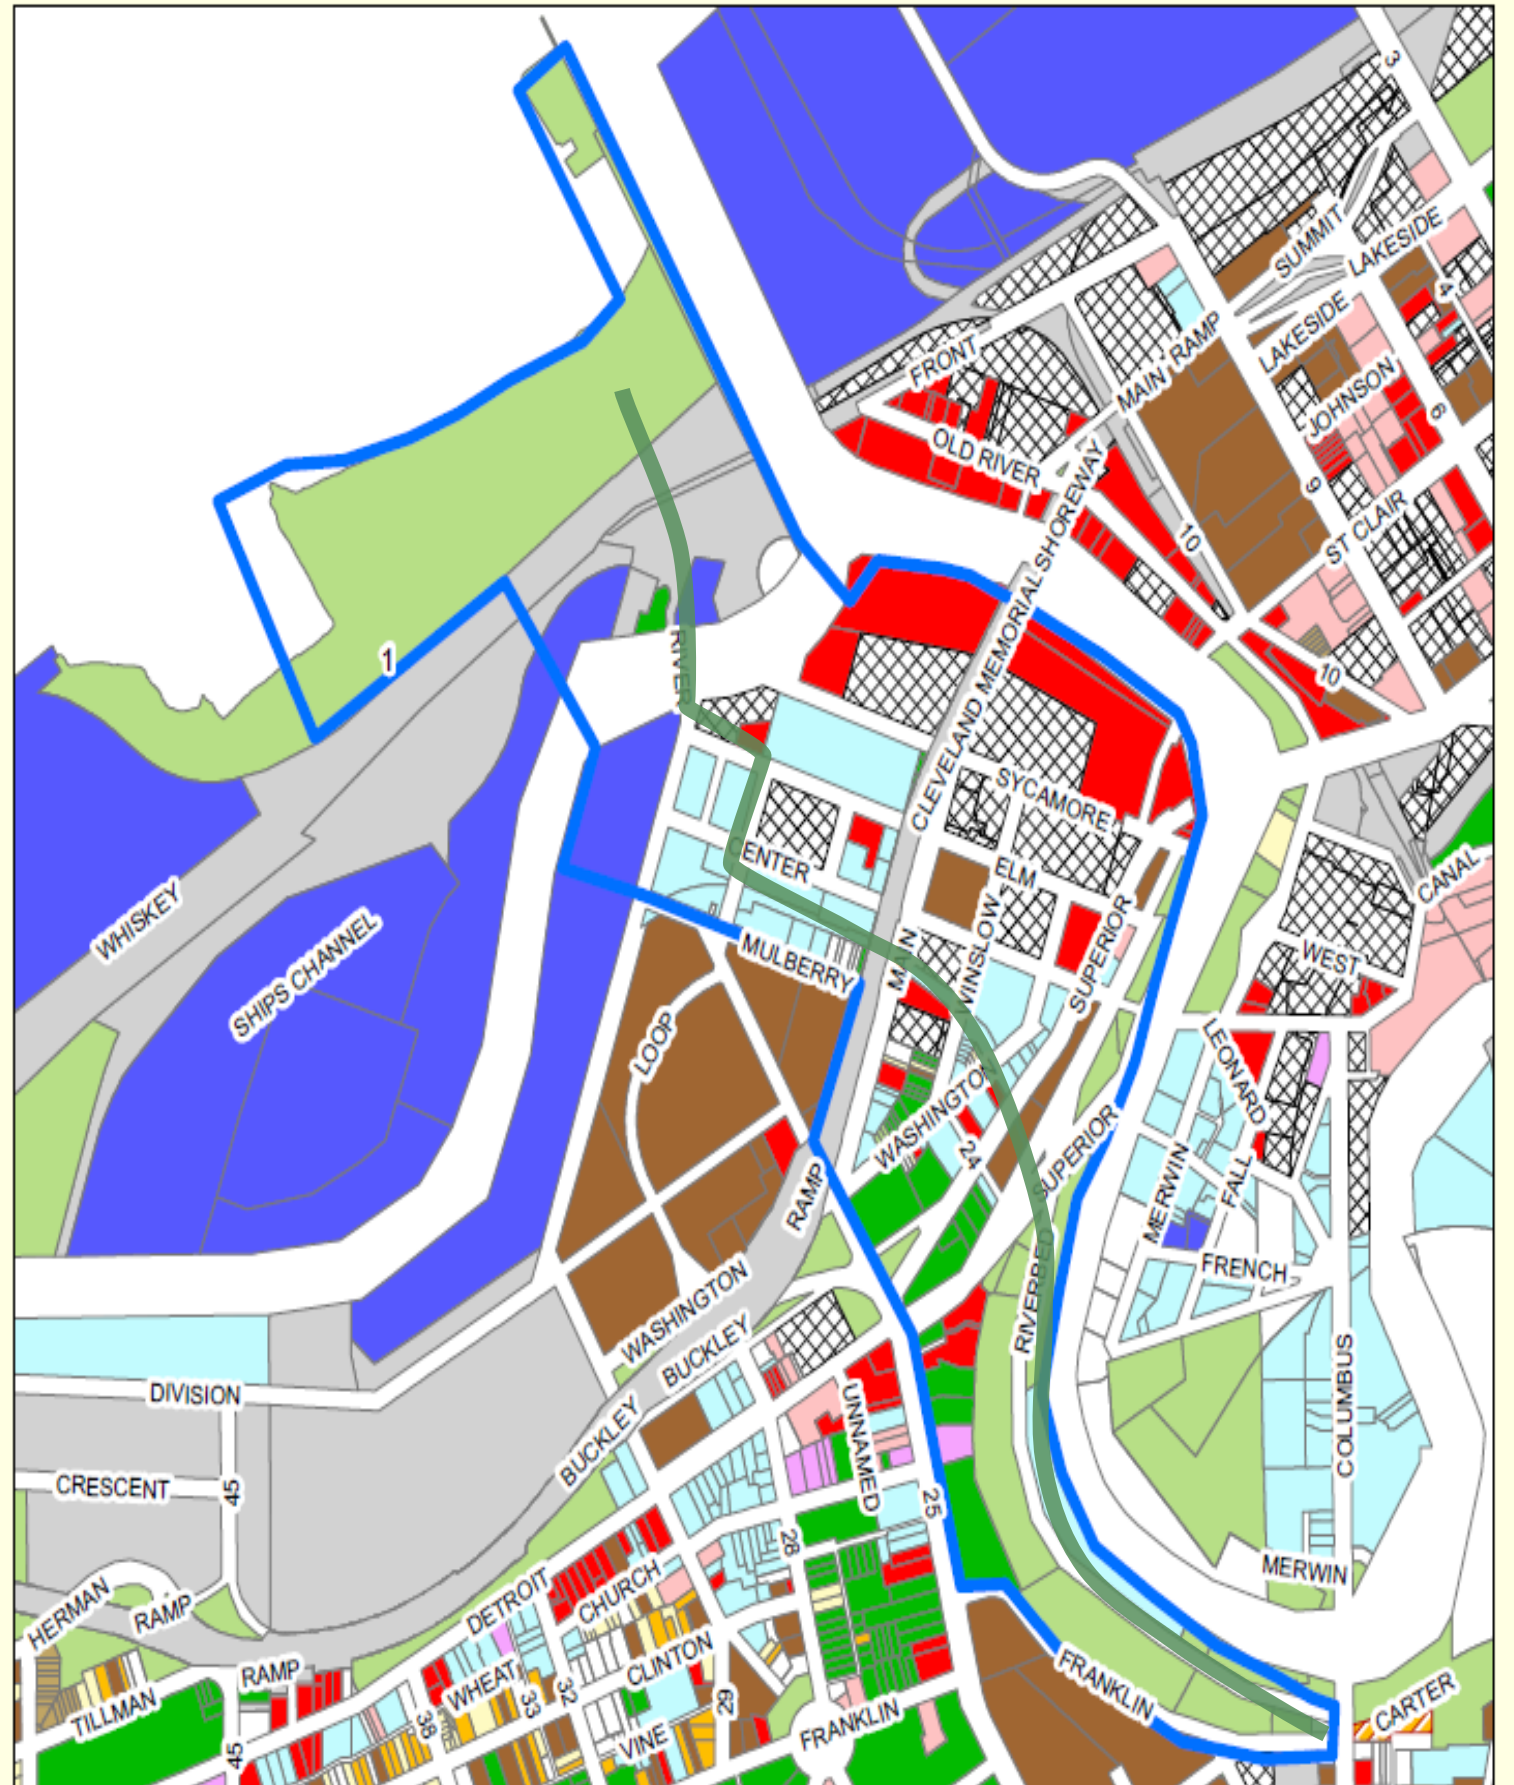 3
SUMMIT
LAKESIDE
4
LAKESIDE
MAIN RAMP
FRONT
JOHNSON
6
OLD RIVER
9
ST CLAIR
10
CLEVELAND MEMORIAL SHOREWAY
1
RIVER
10
SYCAMORE
CENTER
ELM
CANAL
WHISKEY
SHIPS CHANNEL
MULBERRY
MAIN
WINSLOW
SUPERIOR
WEST
LOOP
LEONARD
WASHINGTON
24
SUPERIOR
RAMP
MERWIN
FALL
RIVERBED
FRENCH
WASHINGTON
BUCKLEY
DIVISION
UNNAMED
COLUMBUS
BUCKLEY
CRESCENT
45
25
28
MERWIN
HERMAN
RAMP
DETROIT
CHURCH
RAMP
CLINTON
FRANKLIN
TILLMAN
WHEAT
33
32
29
38
VINE
FRANKLIN
CARTER
45